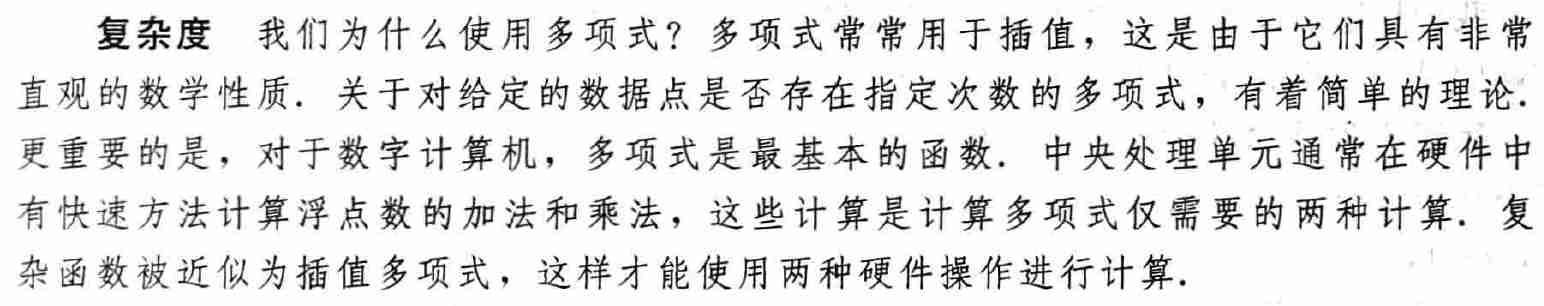 复杂度 我们为什么使用多项式？多项式常常用于插值，这是由于它们具有非常
直观的数学性质．关于对给定的数据点是否存在指定次数的多项式，有着简单的理论．
更重要的是，对于数字计算机，多项式是最基本的函数．中央处理单元通常在硬件中
有快速方法计算浮点数的加法和乘法，这些计算是计算多项式仅需要的两种计算．复
杂函数被近似为插值多项式，这样才能使用两种硬件操作进行计算．